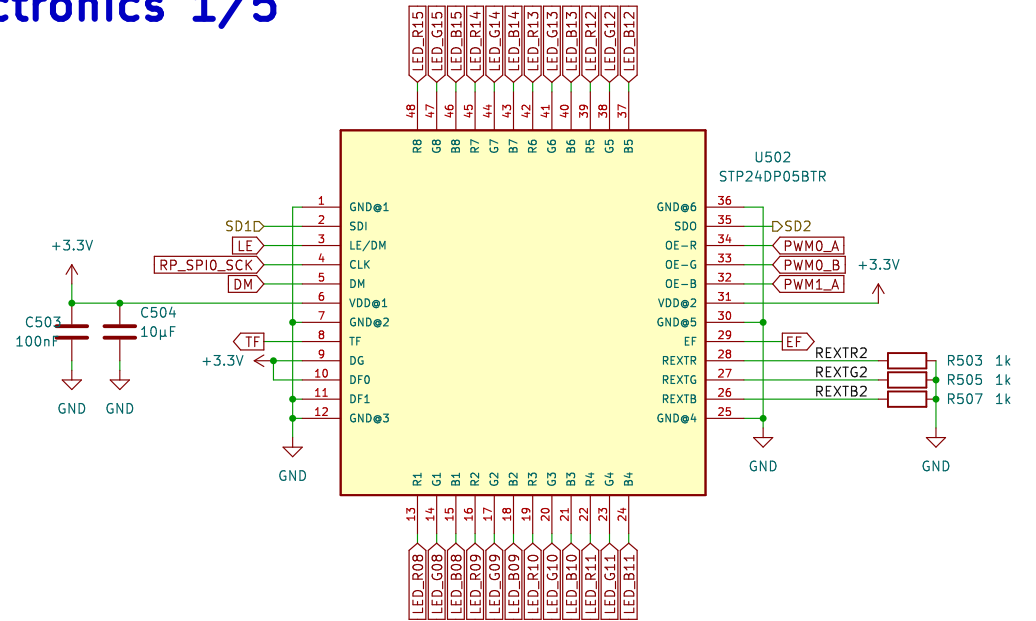 ctronics 1/5
LED_R15
LED_G15
LED_B15
LED_R14
LED_G14
LED_B14
LED_R13
LED_G13
LED_B13
LED_R12
LED_G12
LED_B12
48
47
46
45
44
43
42
41
40
39
38
37
R8
G8
B8
R7
G7
B7
R6
G6
B6
R5
G5
B5
U502
STP24DP05BTR
1 GND@1
SD1 2 SDI
LE 3 LE/DM
RP_SPI0_SCK 4 CLK
DM 5 DM
+3.3V 6 VDD@1
7 GND@2
TF 8 TF
+3.3V 9 DG
10 DF0
11 DF1
12 GND@3
GND
C503
100nF
C504
10µF
GND
GND
GND@6 36
SDO 35 SD2
OE-R 34 PWM0_A
OE-G 33 PWM0_B
OE-B 32 PWM1_A
VDD@2 31 +3.3V
GND@5 30
EF 29 EF
REXTR 28 REXTR2 R503 1k
REXTG 27 REXTG2 R505 1k
REXTB 26 REXTB2 R507 1k
GND@4 25
GND
GND
R1
G1
B1
R2
G2
B2
R3
G3
B3
R4
G4
B4
13
14
15
16
17
18
19
20
21
22
23
24
LED_R08
LED_G08
LED_B08
LED_R09
LED_G09
LED_B09
LED_R10
LED_G10
LED_B10
LED_R11
LED_G11
LED_B11